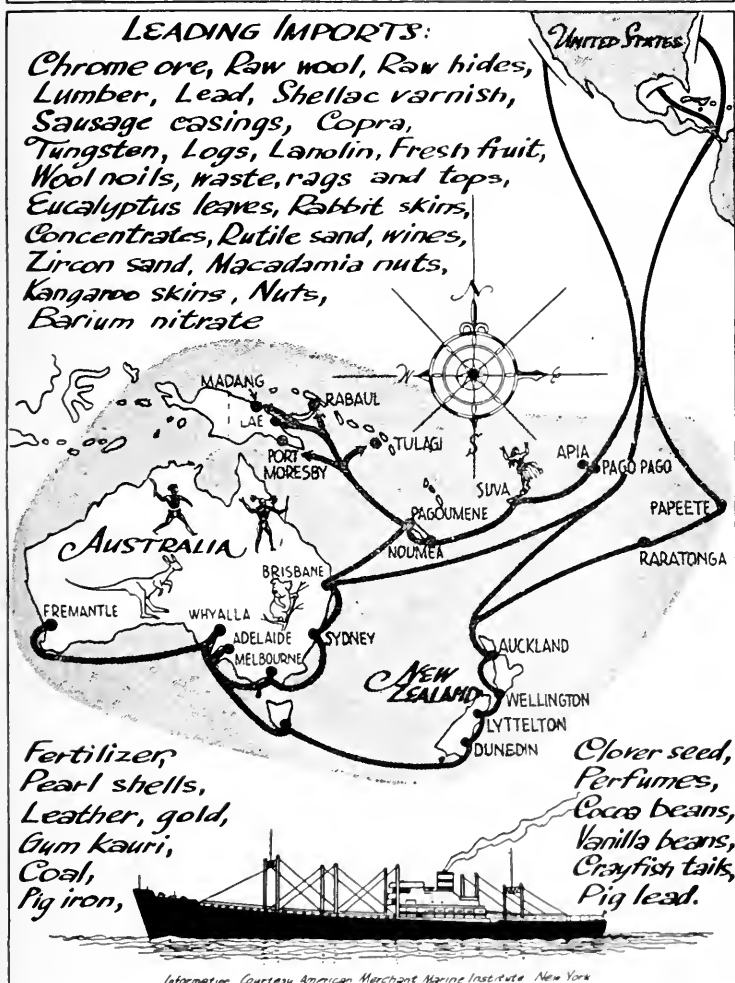 LEADING IMPORTS:
Chrome ore, Raw wool, Raw hides,
Lumber, Lead, Shellac varnish,
Sausage casings, Copra,
Tungsten, Logs, Lanolin, Fresh fruit,
Wool noils, waste, rags and tops,
Eucalyptus leaves, Rabbit skins,
Concentrates, Rutile sand, wines,
Zircon sand, Macadamia nuts,
Kangaroo skins, Nuts,
Barium nitrate
UNITED STATES
N
W
E
S
MADANG
RABAUL
LAE
TULAGI
PORT
MORESBY
APIA
PAGO PAGO
SUVA
PAPEETE
PAGOUMENE
NOUMEA
RARATONGA
AUSTRALIA
BRISBANE
FREMANTLE
WHYALLA
ADELAIDE
SYDNEY
MELBOURNE
AUCKLAND
NEW
ZEALAND
WELLINGTON
LYTTELTON
DUNEDIN
Fertilizer,
Pearl shells,
Leather, gold,
Gum Kauri,
Coal,
Pig iron,
Clover seed,
Perfumes,
Cocoa beans,
Vanilla beans,
Crayfish tails,
Pig lead.
Information Courtesy American Merchant Marine Institute New York